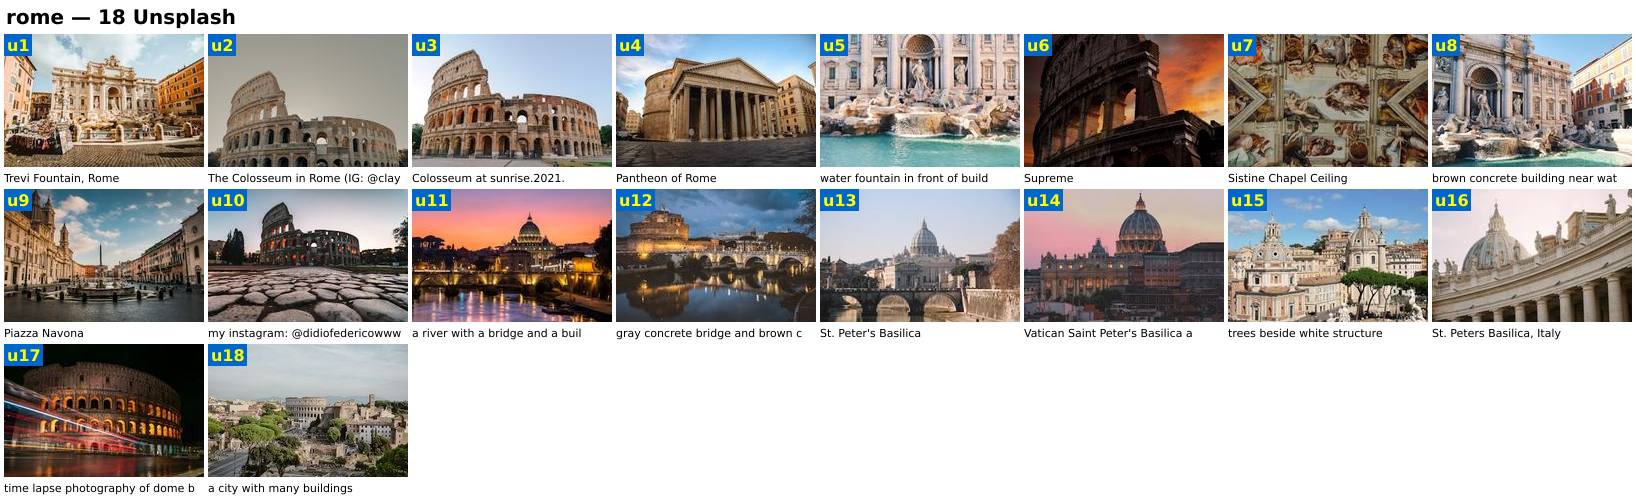 rome — 18 Unsplash
u1 u2 u3 u4 u5 u6 u7 u8
Trevi Fountain, Rome
The Colosseum in Rome (IG: @clay
Colosseum at sunrise.2021.
Pantheon of Rome
water fountain in front of build
Supreme
Sistine Chapel Ceiling
brown concrete building near wat
u9 u10 u11 u12 u13 u14 u15 u16
Piazza Navona
my instagram: @didiofedericowww
a river with a bridge and a buil
gray concrete bridge and brown c
St. Peter's Basilica
Vatican Saint Peter's Basilica a
trees beside white structure
St. Peters Basilica, Italy
u17 u18
time lapse photography of dome b
a city with many buildings